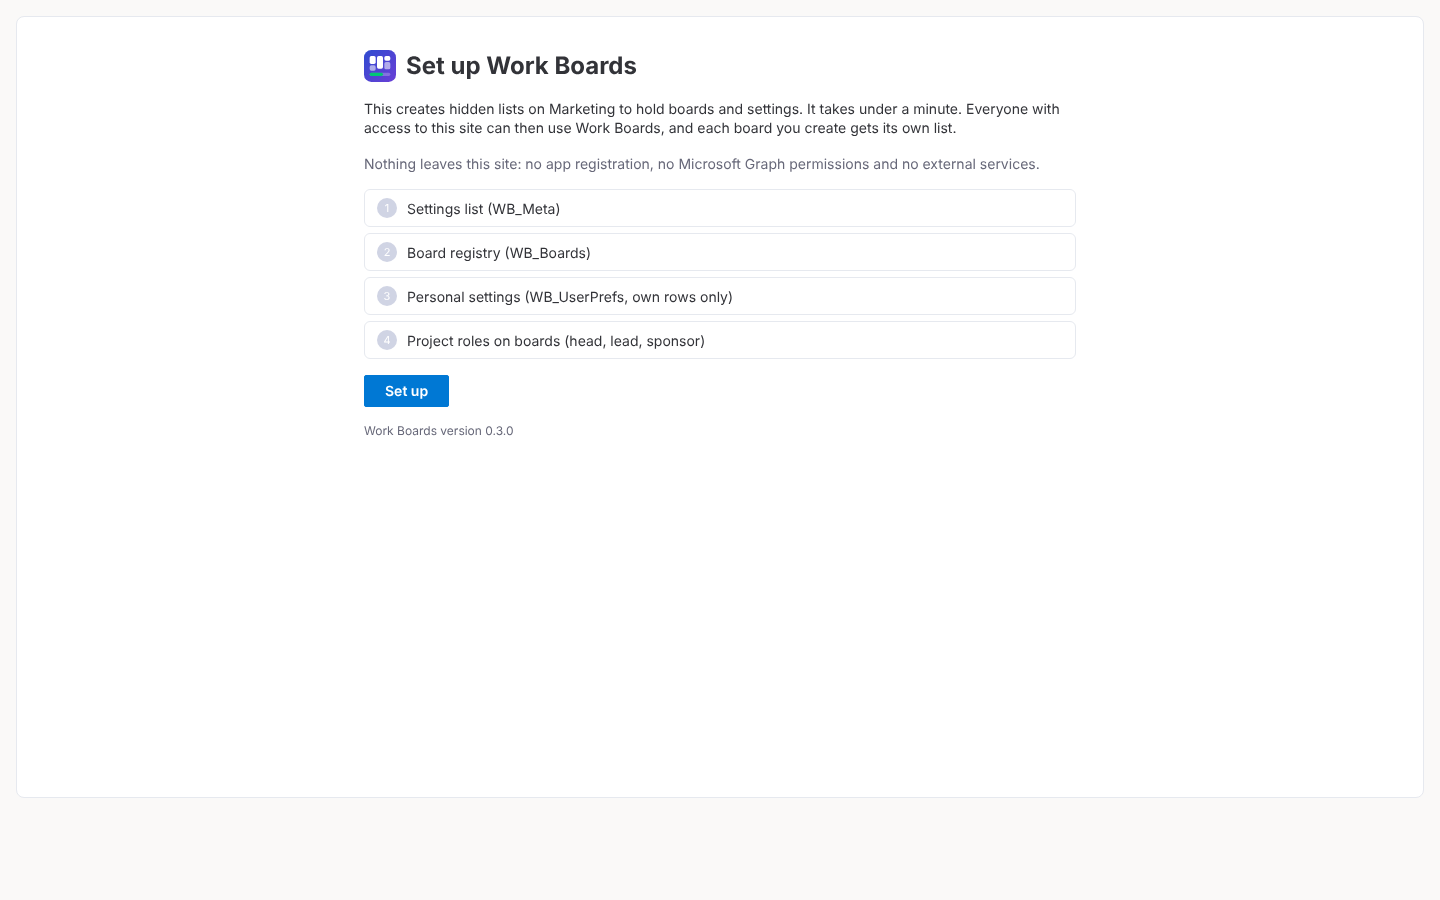 Set up Work Boards
This creates hidden lists on Marketing to hold boards and settings. It takes under a minute. Everyone with
access to this site can then use Work Boards, and each board you create gets its own list.
Nothing leaves this site: no app registration, no Microsoft Graph permissions and no external services.
1 Settings list (WB_Meta)
2 Board registry (WB_Boards)
3 Personal settings (WB_UserPrefs, own rows only)
4 Project roles on boards (head, lead, sponsor)
Set up
Work Boards version 0.3.0